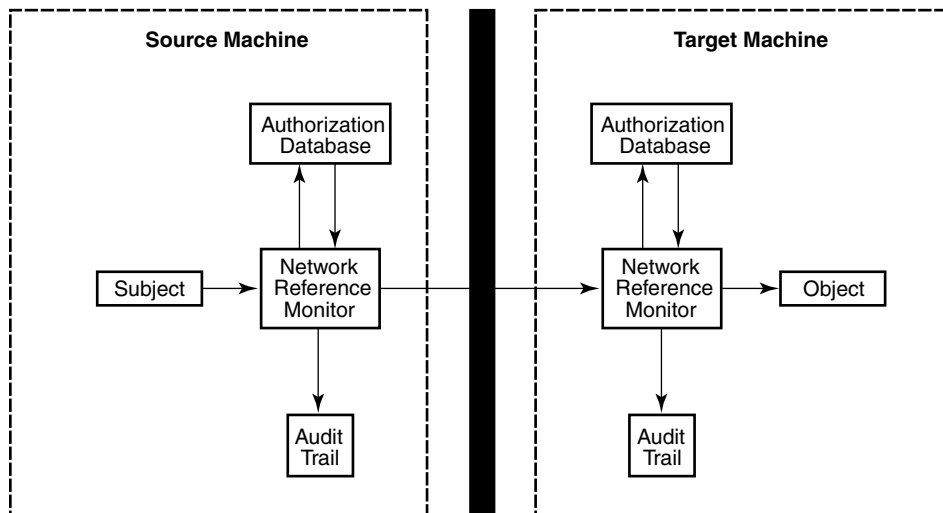 Source Machine
Authorization
Database
Subject
Network
Reference
Monitor
Audit
Trail
Target Machine
Authorization
Database
Network
Reference
Monitor
Object
Audit
Trail